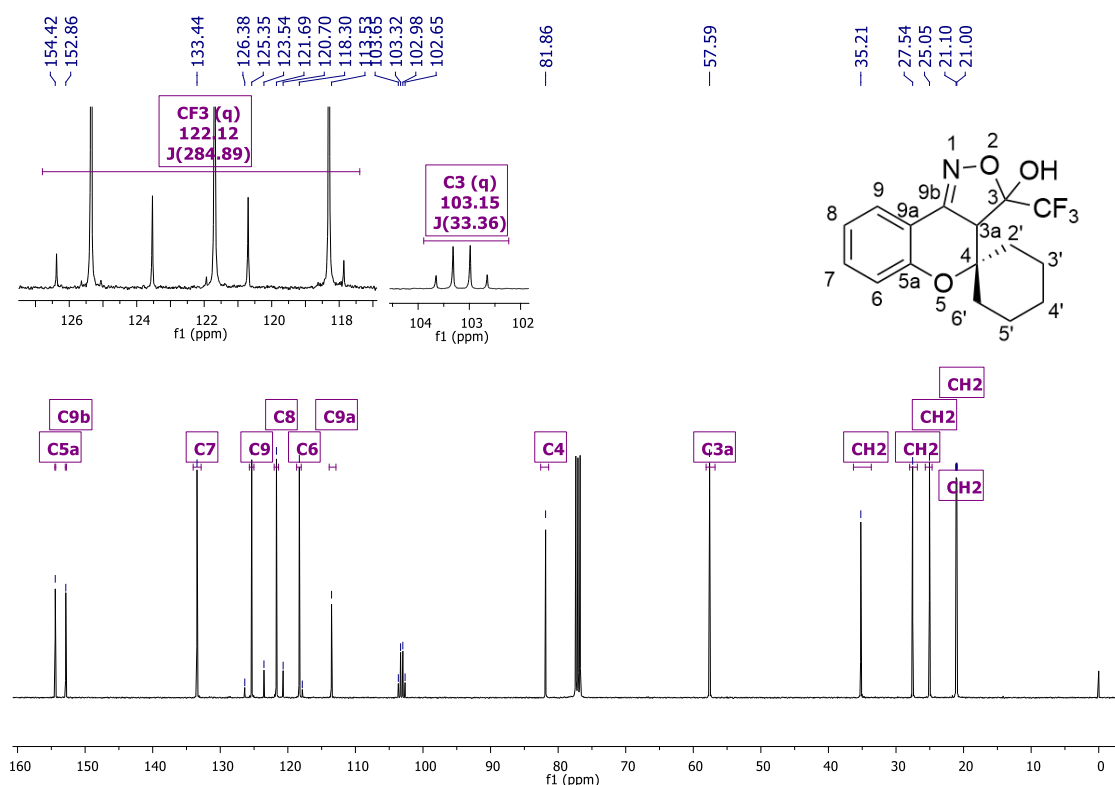 154.42
152.86
133.44
126.38
125.35
123.54
121.69
120.70
118.30
113.53
103.65
103.32
102.98
102.65
81.86
57.59
35.21
27.54
25.05
21.10
21.00
CF3 (q)
122.12
J(284.89)
C3 (q)
103.15
J(33.36)
126 124 122 120 118
f1 (ppm)
104 103 102
f1 (ppm)
1 2
N O OH
9 9b 3
8 9a CF3
3a 2'
7 4 3'
5a
6 O
5 6' 4'
5'
CH2
C9b C8 C9a CH2
C5a C7 C9 C6 C4 C3a CH2 CH2
CH2
160 150 140 130 120 110 100 90 80 70 60 50 40 30 20 10 0
f1 (ppm)